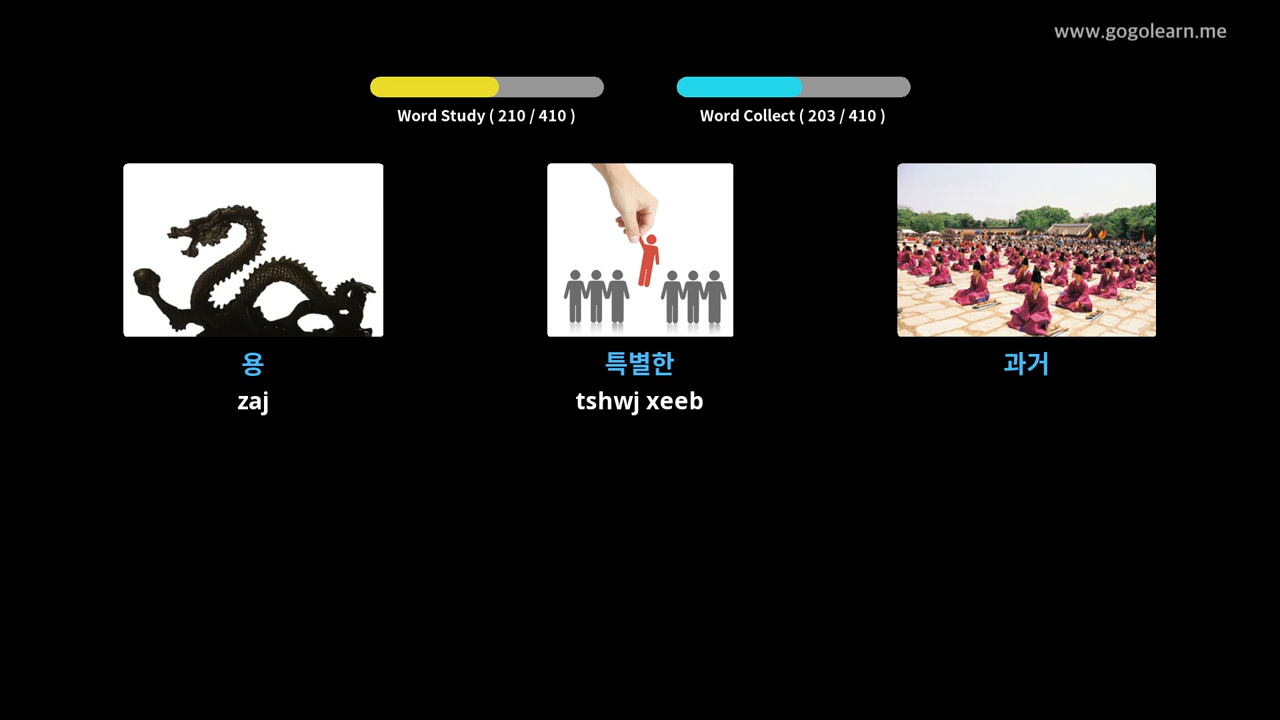 www.gogolearn.me
Word Study ( 210 / 410 )
Word Collect ( 203 / 410 )
용
특별한
과거
zaj
tshwj xeeb